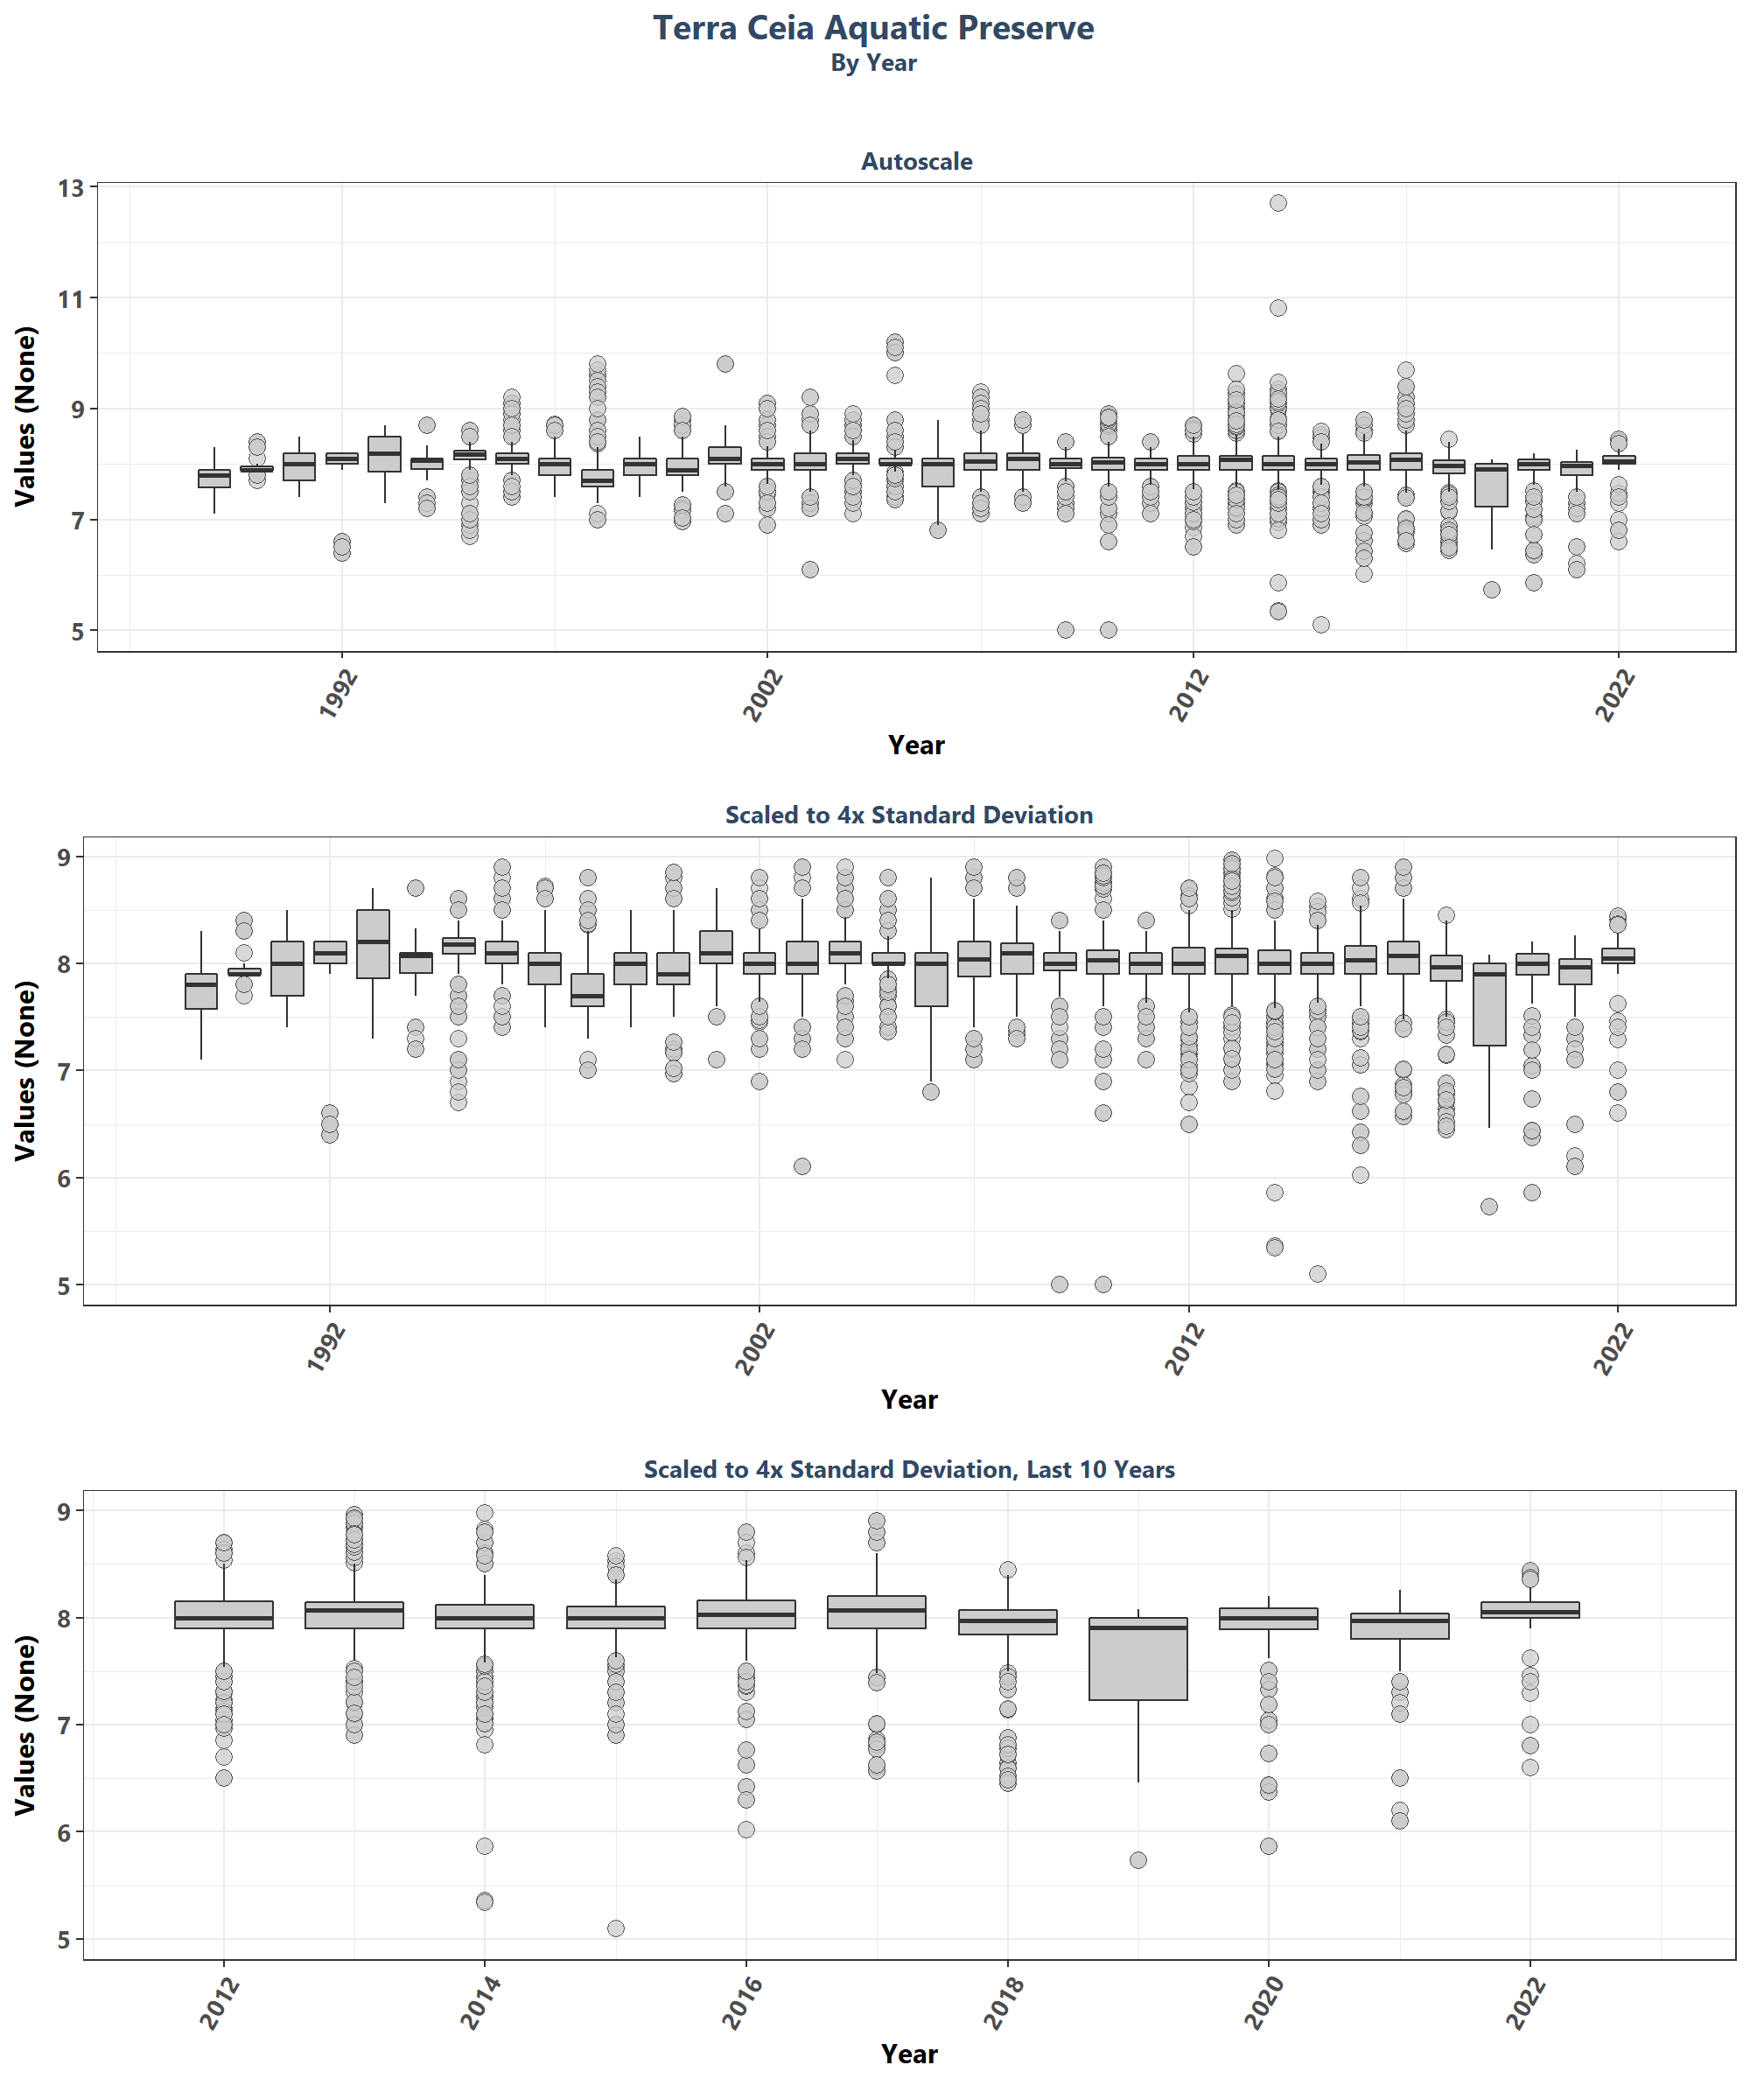 Terra Ceia Aquatic Preserve
By Year
Autoscale
Values (None)
13
11
9
7
5
1992
2002
2012
2022
Year
Scaled to 4x Standard Deviation
Values (None)
9
8
7
6
5
1992
2002
2012
2022
Year
Scaled to 4x Standard Deviation, Last 10 Years
Values (None)
9
8
7
6
5
2012
2014
2016
2018
2020
2022
Year